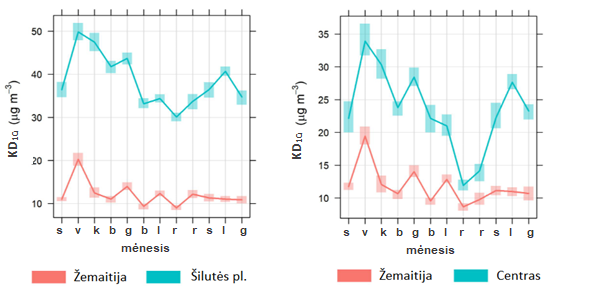 50
40
30
20
10
KD₁₀ (µg m⁻³)
s v k b g b l r r s l g
mėnesis
Žemaitija Šilutės pl.
35
30
25
20
15
10
KD₁₀ (µg m⁻³)
s v k b g b l r r s l g
mėnesis
Žemaitija Centras